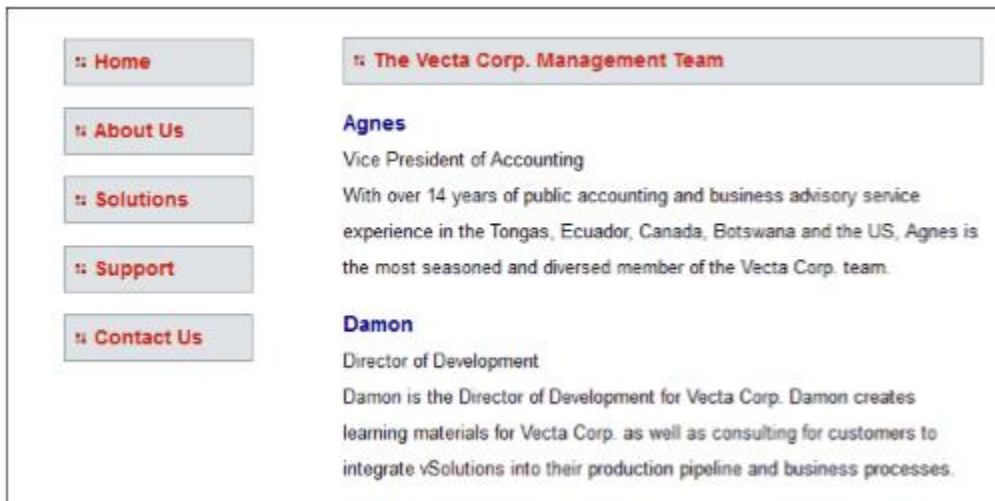 Home
About Us
Solutions
Support
Contact Us
The Vecta Corp. Management Team
Agnes
Vice President of Accounting
With over 14 years of public accounting and business advisory service
experience in the Tongas, Ecuador, Canada, Botswana and the US, Agnes is
the most seasoned and diversed member of the Vecta Corp. team.
Damon
Director of Development
Damon is the Director of Development for Vecta Corp. Damon creates
learning materials for Vecta Corp. as well as consulting for customers to
integrate vSolutions into their production pipeline and business processes.